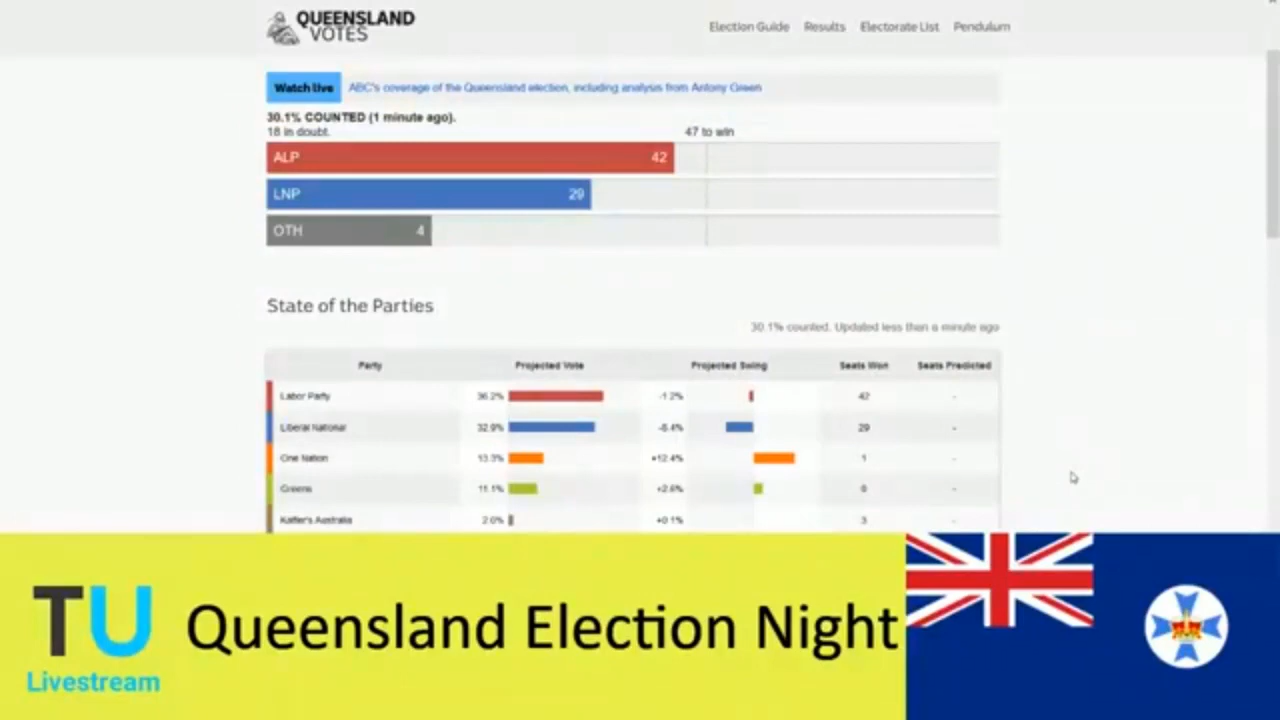 QUEENSLAND
VOTES
Election Guide Results Electorate List Pendulum
Watch live ABC's coverage of the Queensland election, including analysis from Antony Green
30.1% COUNTED (1 minute ago).
18 in doubt. 47 to win
ALP 42
LNP 29
OTH 4
State of the Parties
30.1% counted. Updated less than a minute ago
Party Projected Vote Projected Swing Seats Won Seats Predicted
Labor Party 36.2% -1.2% 42 -
Liberal National 32.9% -8.4% 29 -
One Nation 13.3% +12.4% 1 -
Greens 11.1% +2.6% 0 -
Katter's Australia 2.0% +0.1% 3 -
TU
Livestream
Queensland Election Night